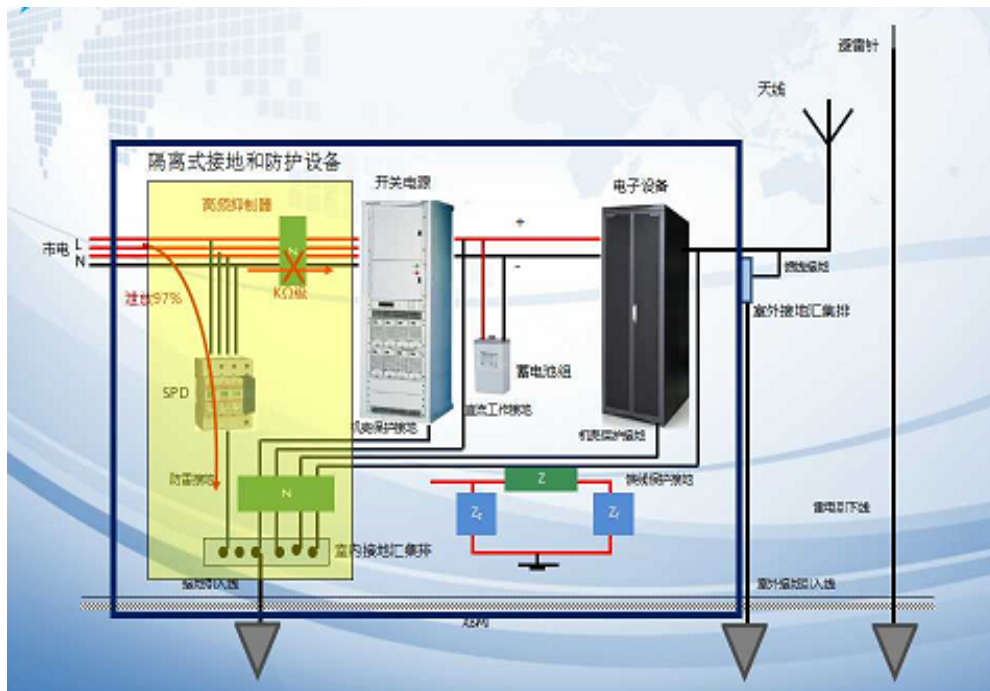 避雷针
天线
隔离式接地和防护设备
开关电源
电子设备
高频抑制器
市电
L
N
N
+
-
馈线接地
KΩ级
泄放97%
室外接地汇集排
SPD
蓄电池组
直流工作接地
机壳保护接地
机壳保护接地
防雷接地
N
Z
馈线保护接地
雷电引下线
室内接地汇集排
接地引入线
室外接地引入线